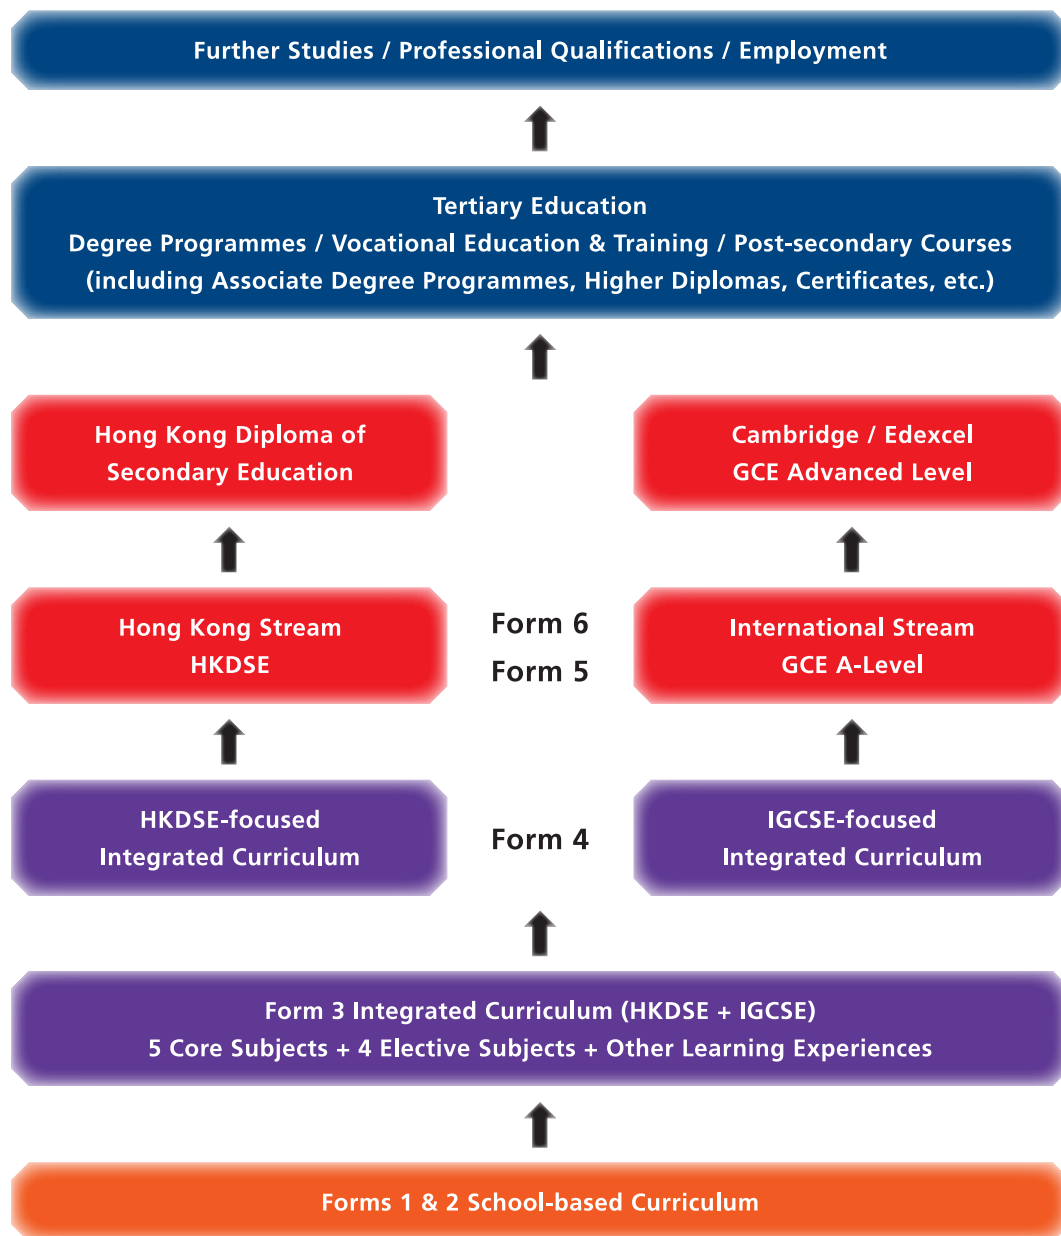 Further Studies / Professional Qualifications / Employment
Tertiary Education
Degree Programmes / Vocational Education & Training / Post-secondary Courses
(including Associate Degree Programmes, Higher Diplomas, Certificates, etc.)
Hong Kong Diploma of
Secondary Education
Cambridge / Edexcel
GCE Advanced Level
Hong Kong Stream
HKDSE
Form 6
Form 5
International Stream
GCE A-Level
HKDSE-focused
Integrated Curriculum
Form 4
IGCSE-focused
Integrated Curriculum
Form 3 Integrated Curriculum (HKDSE + IGCSE)
5 Core Subjects + 4 Elective Subjects + Other Learning Experiences
Forms 1 & 2 School-based Curriculum